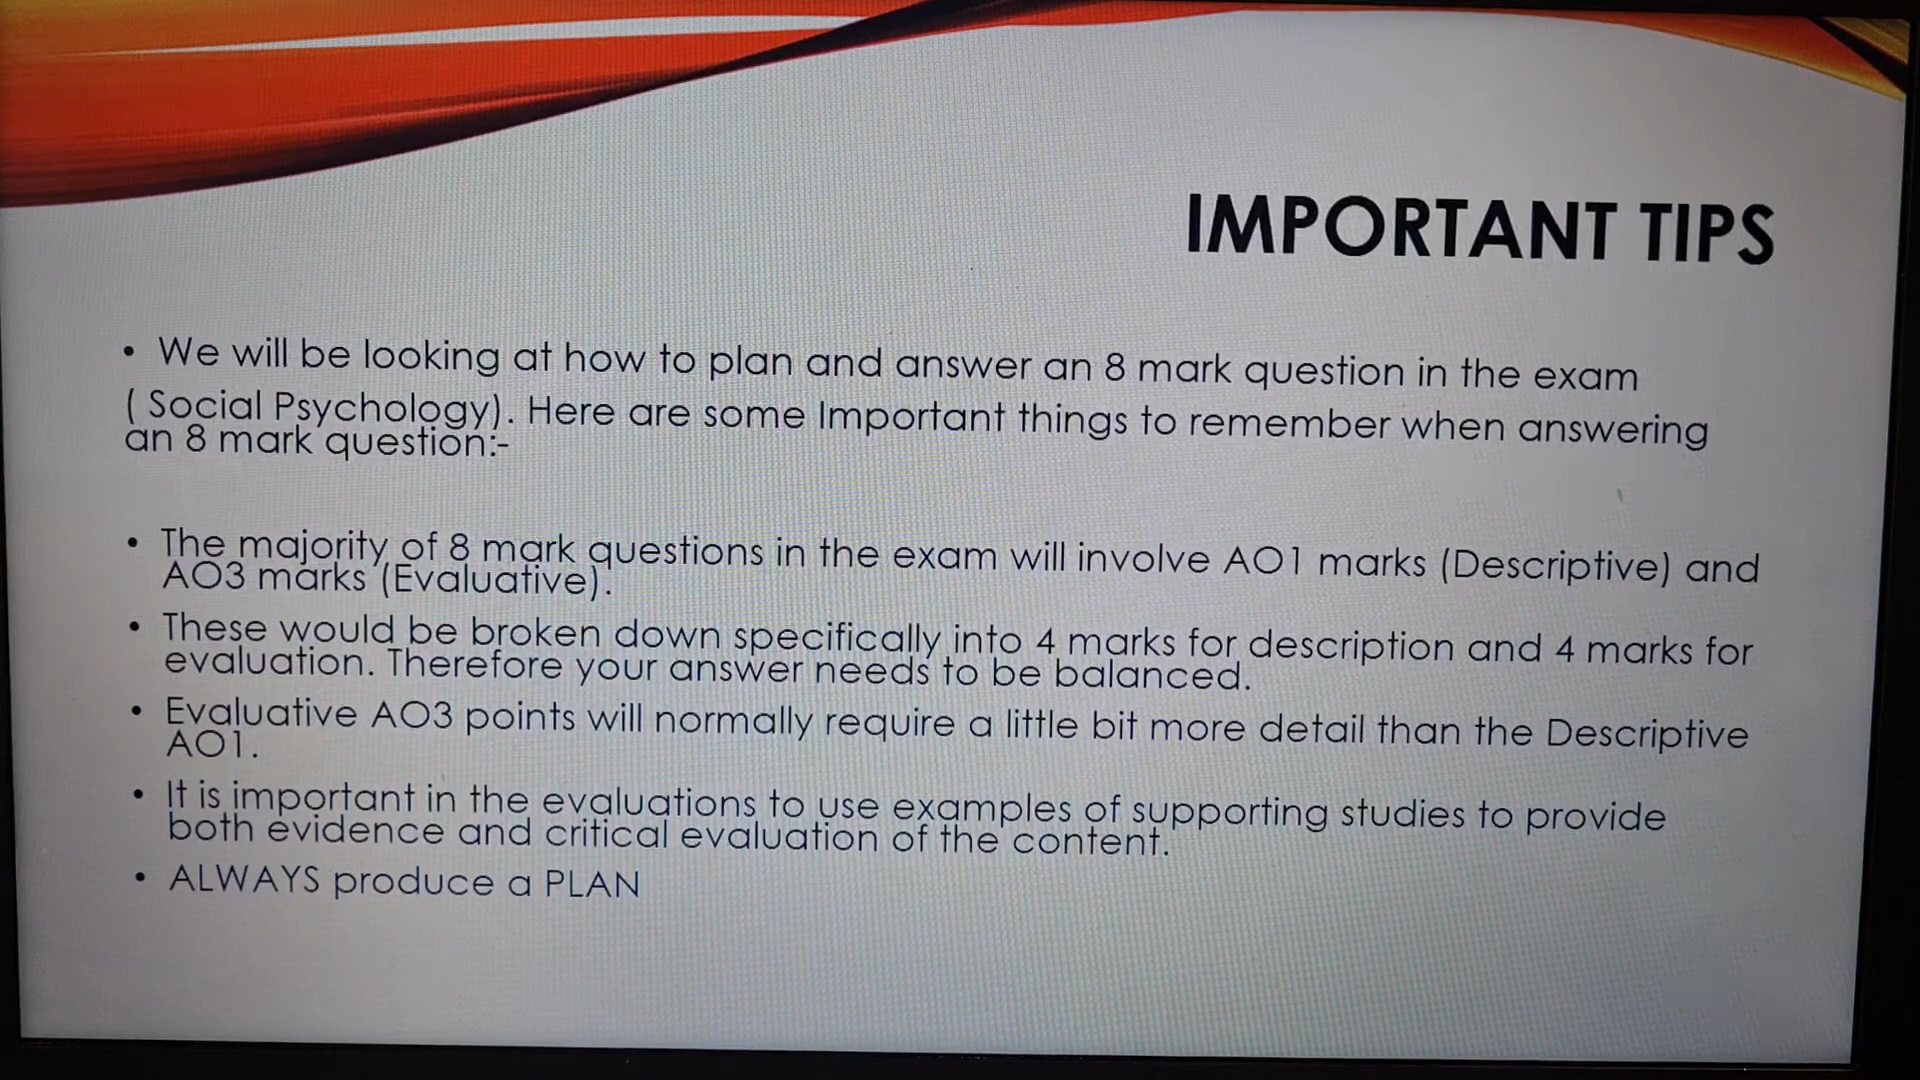 IMPORTANT TIPS
• We will be looking at how to plan and answer an 8 mark question in the exam
( Social Psychology). Here are some Important things to remember when answering
an 8 mark question:-
• The majority of 8 mark questions in the exam will involve AO1 marks (Descriptive) and
AO3 marks (Evaluative).
• These would be broken down specifically into 4 marks for description and 4 marks for
evaluation. Therefore your answer needs to be balanced.
• Evaluative AO3 points will normally require a little bit more detail than the Descriptive
AO1.
• It is important in the evaluations to use examples of supporting studies to provide
both evidence and critical evaluation of the content.
• ALWAYS produce a PLAN